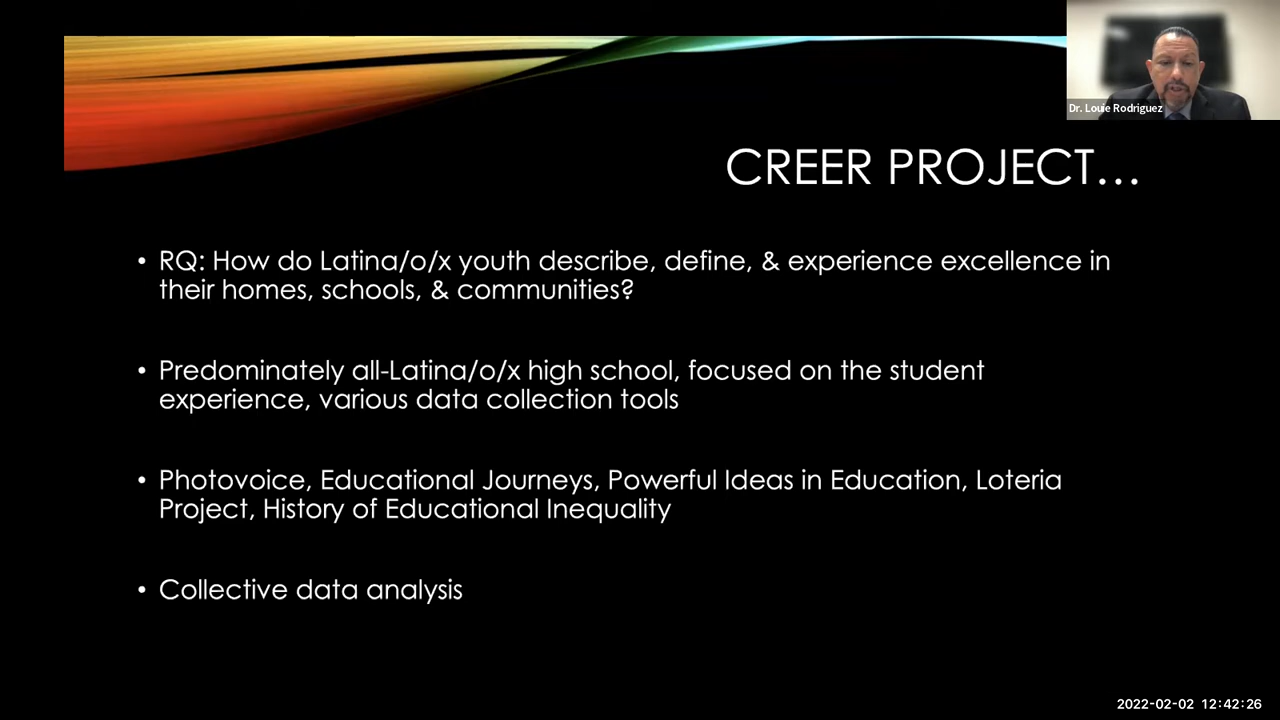 Dr. Louie Rodriguez
CREER PROJECT...
• RQ: How do Latina/o/x youth describe, define, & experience excellence in
their homes, schools, & communities?
• Predominately all-Latina/o/x high school, focused on the student
experience, various data collection tools
• Photovoice, Educational Journeys, Powerful Ideas in Education, Loteria
Project, History of Educational Inequality
• Collective data analysis
2022-02-02 12:42:26